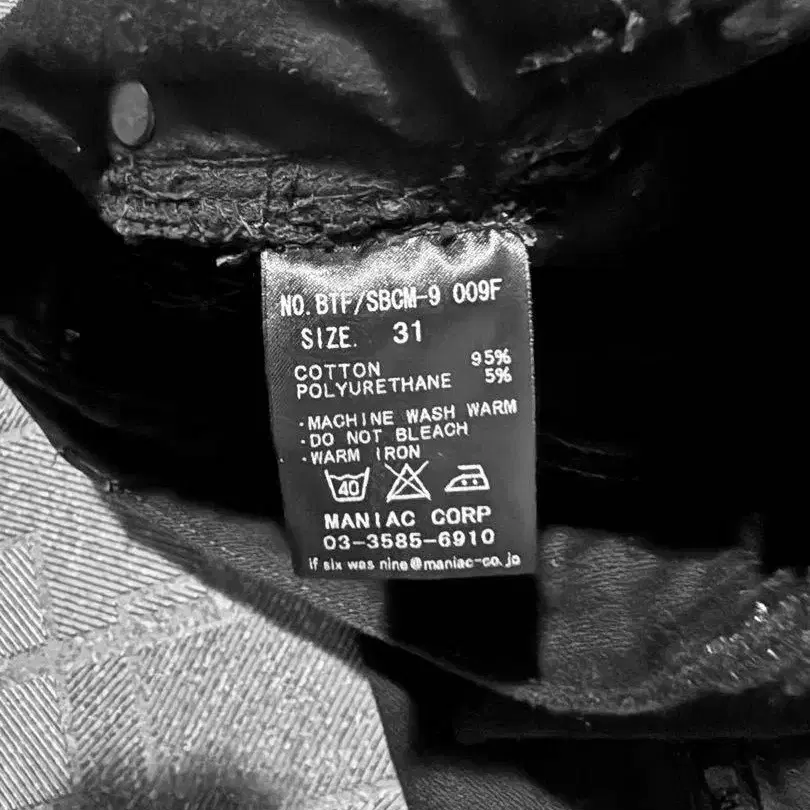 NO. BTF/SBCM-9 009F
SIZE. 31
COTTON 95%
POLYURETHANE 5%
·MACHINE WASH WARM
·DO NOT BLEACH
·WARM IRON
40
MANIAC CORP
03-3585-6910
if six was nine@maniac-co.jp